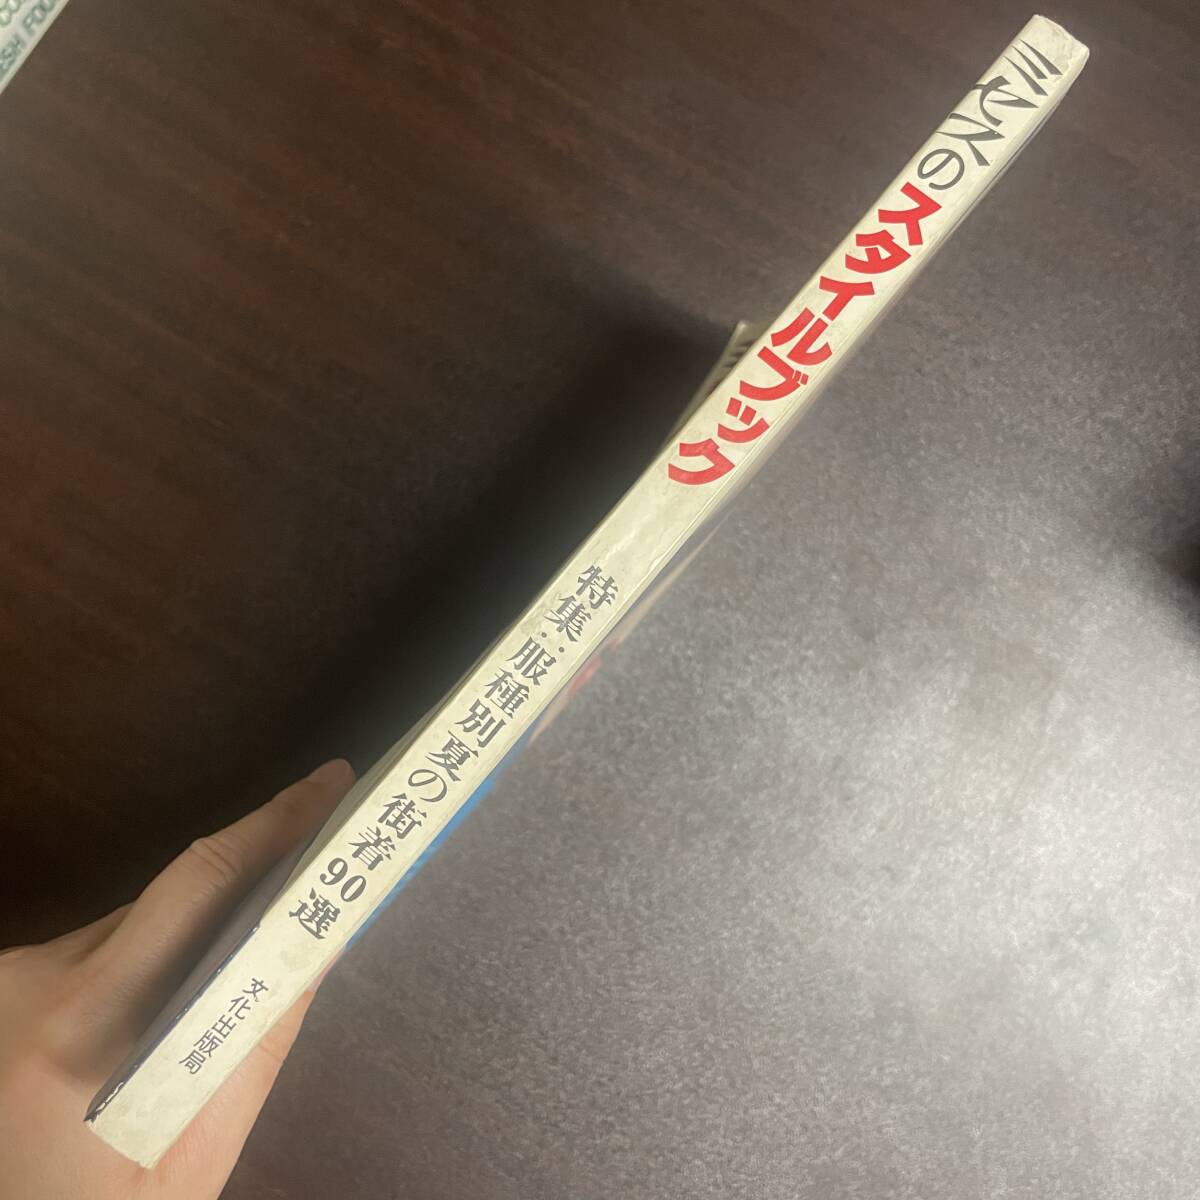 ミセスのスタイルブック
特集・服種別夏の街着90選
文化出版局